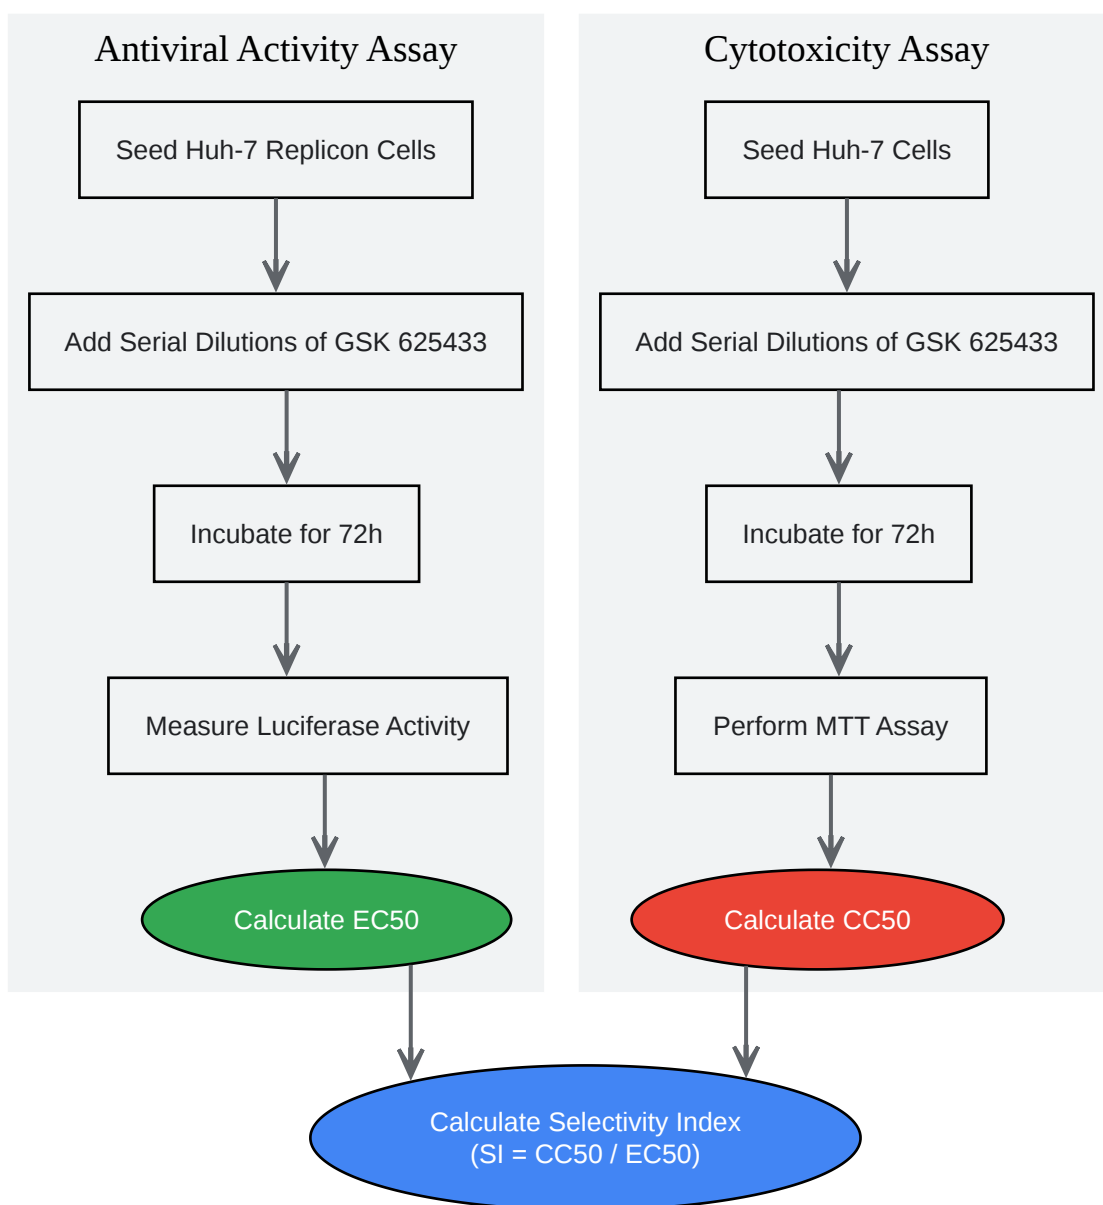 Antiviral Activity Assay
Seed Huh-7 Replicon Cells
Add Serial Dilutions of GSK 625433
Incubate for 72h
Measure Luciferase Activity
Calculate EC50
Cytotoxicity Assay
Seed Huh-7 Cells
Add Serial Dilutions of GSK 625433
Incubate for 72h
Perform MTT Assay
Calculate CC50
Calculate Selectivity Index
(SI = CC50 / EC50)